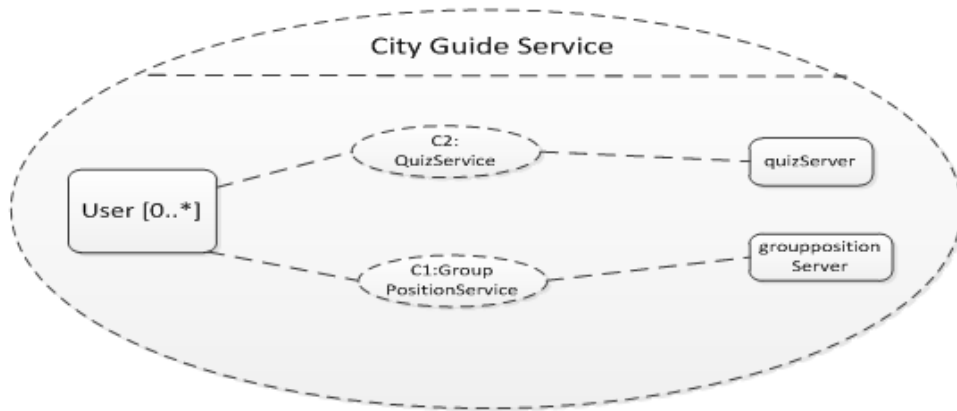 City Guide Service
C2:
QuizService
quizServer
User [0..*]
groupposition
Server
C1:Group
PositionService